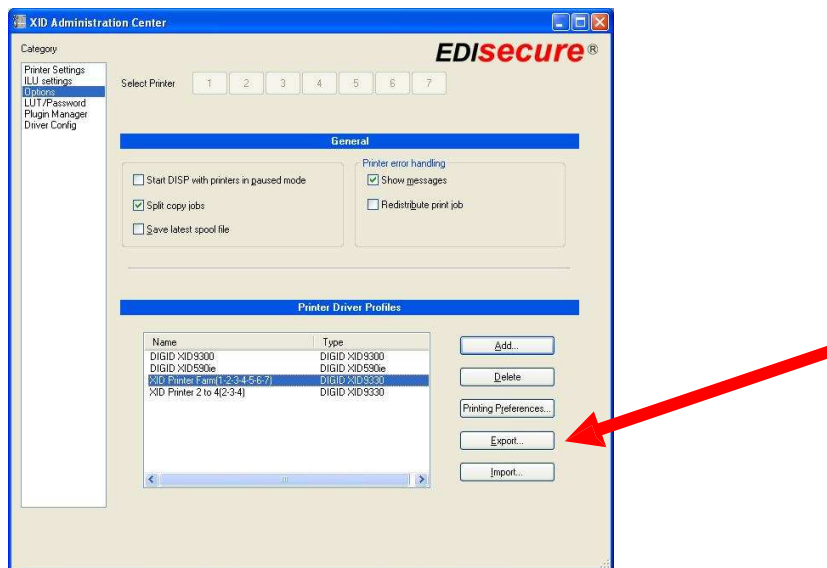 XID Administration Center
Category
EDIsecure®
Printer Settings
ILU settings
Options
LUT/Password
Plugin Manager
Driver Config
Select Printer 1 2 3 4 5 6 7
General
Printer error handling
Start DISP with printers in paused mode
Show messages
Split copy jobs
Redistribute print job
Save latest spool file
Printer Driver Profiles
Name Type
DIGID XID9300 DIGID XID9300
DIGID XID590ie DIGID XID590ie
XID Printer Farm(1-2-3-4-5-6-7) DIGID XID9330
XID Printer 2 to 4(2-3-4) DIGID XID9330
Add...
Delete
Printing Preferences...
Export...
Import...